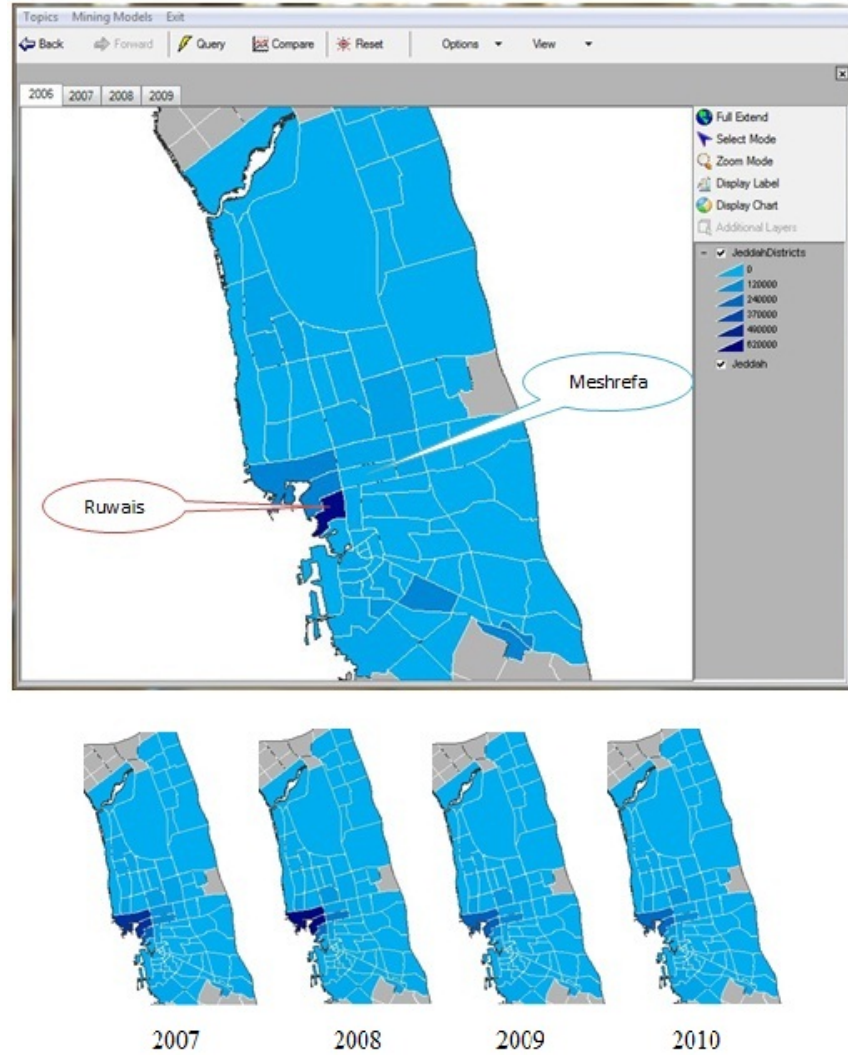 Topics Mining Models Exit
Back Forward Query Compare Reset Options View
2006 2007 2008 2009
Full Extend
Select Mode
Zoom Mode
Display Label
Display Chart
Additional Layers
JeddahDistricts
0
120000
240000
370000
490000
620000
Jeddah
Meshrefa
Ruwais
2007 2008 2009 2010